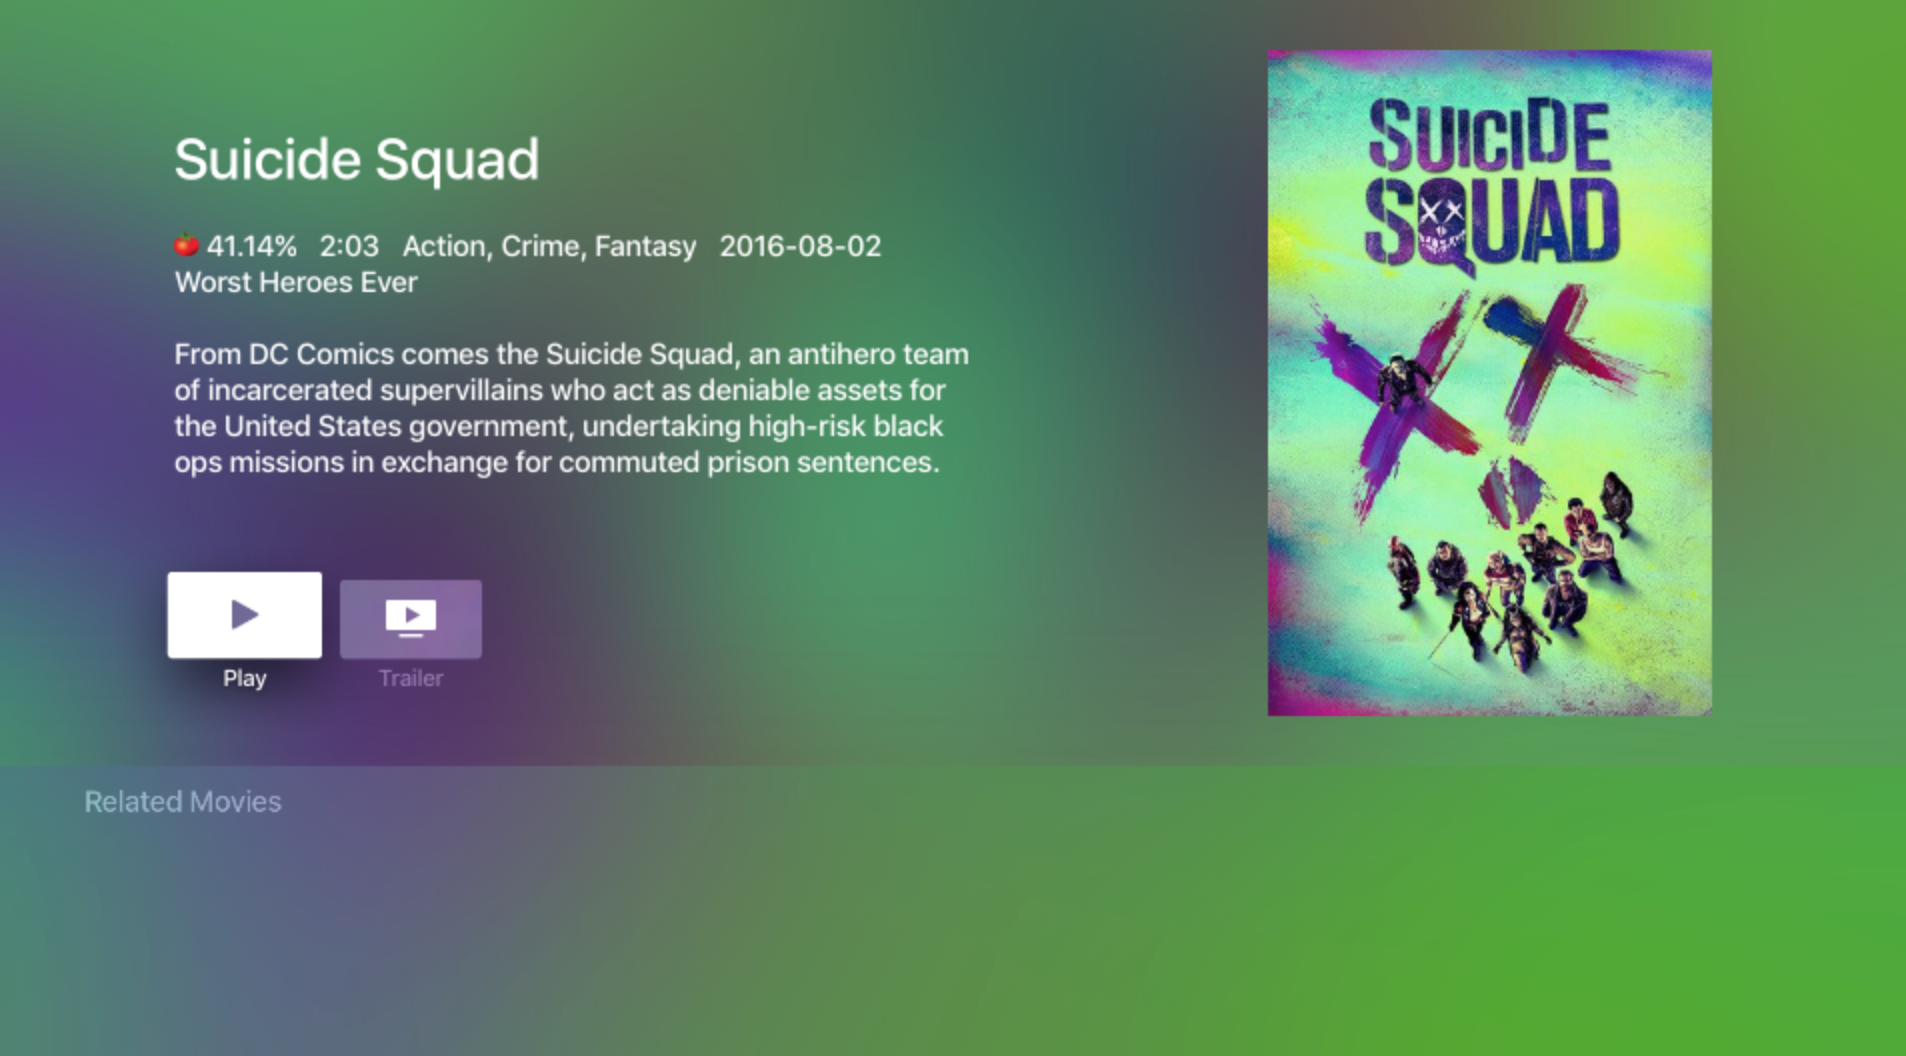 Suicide Squad
41.14% 2:03 Action, Crime, Fantasy 2016-08-02
Worst Heroes Ever
From DC Comics comes the Suicide Squad, an antihero team
of incarcerated supervillains who act as deniable assets for
the United States government, undertaking high-risk black
ops missions in exchange for commuted prison sentences.
Play
Trailer
SUICIDE
SQUAD
Related Movies